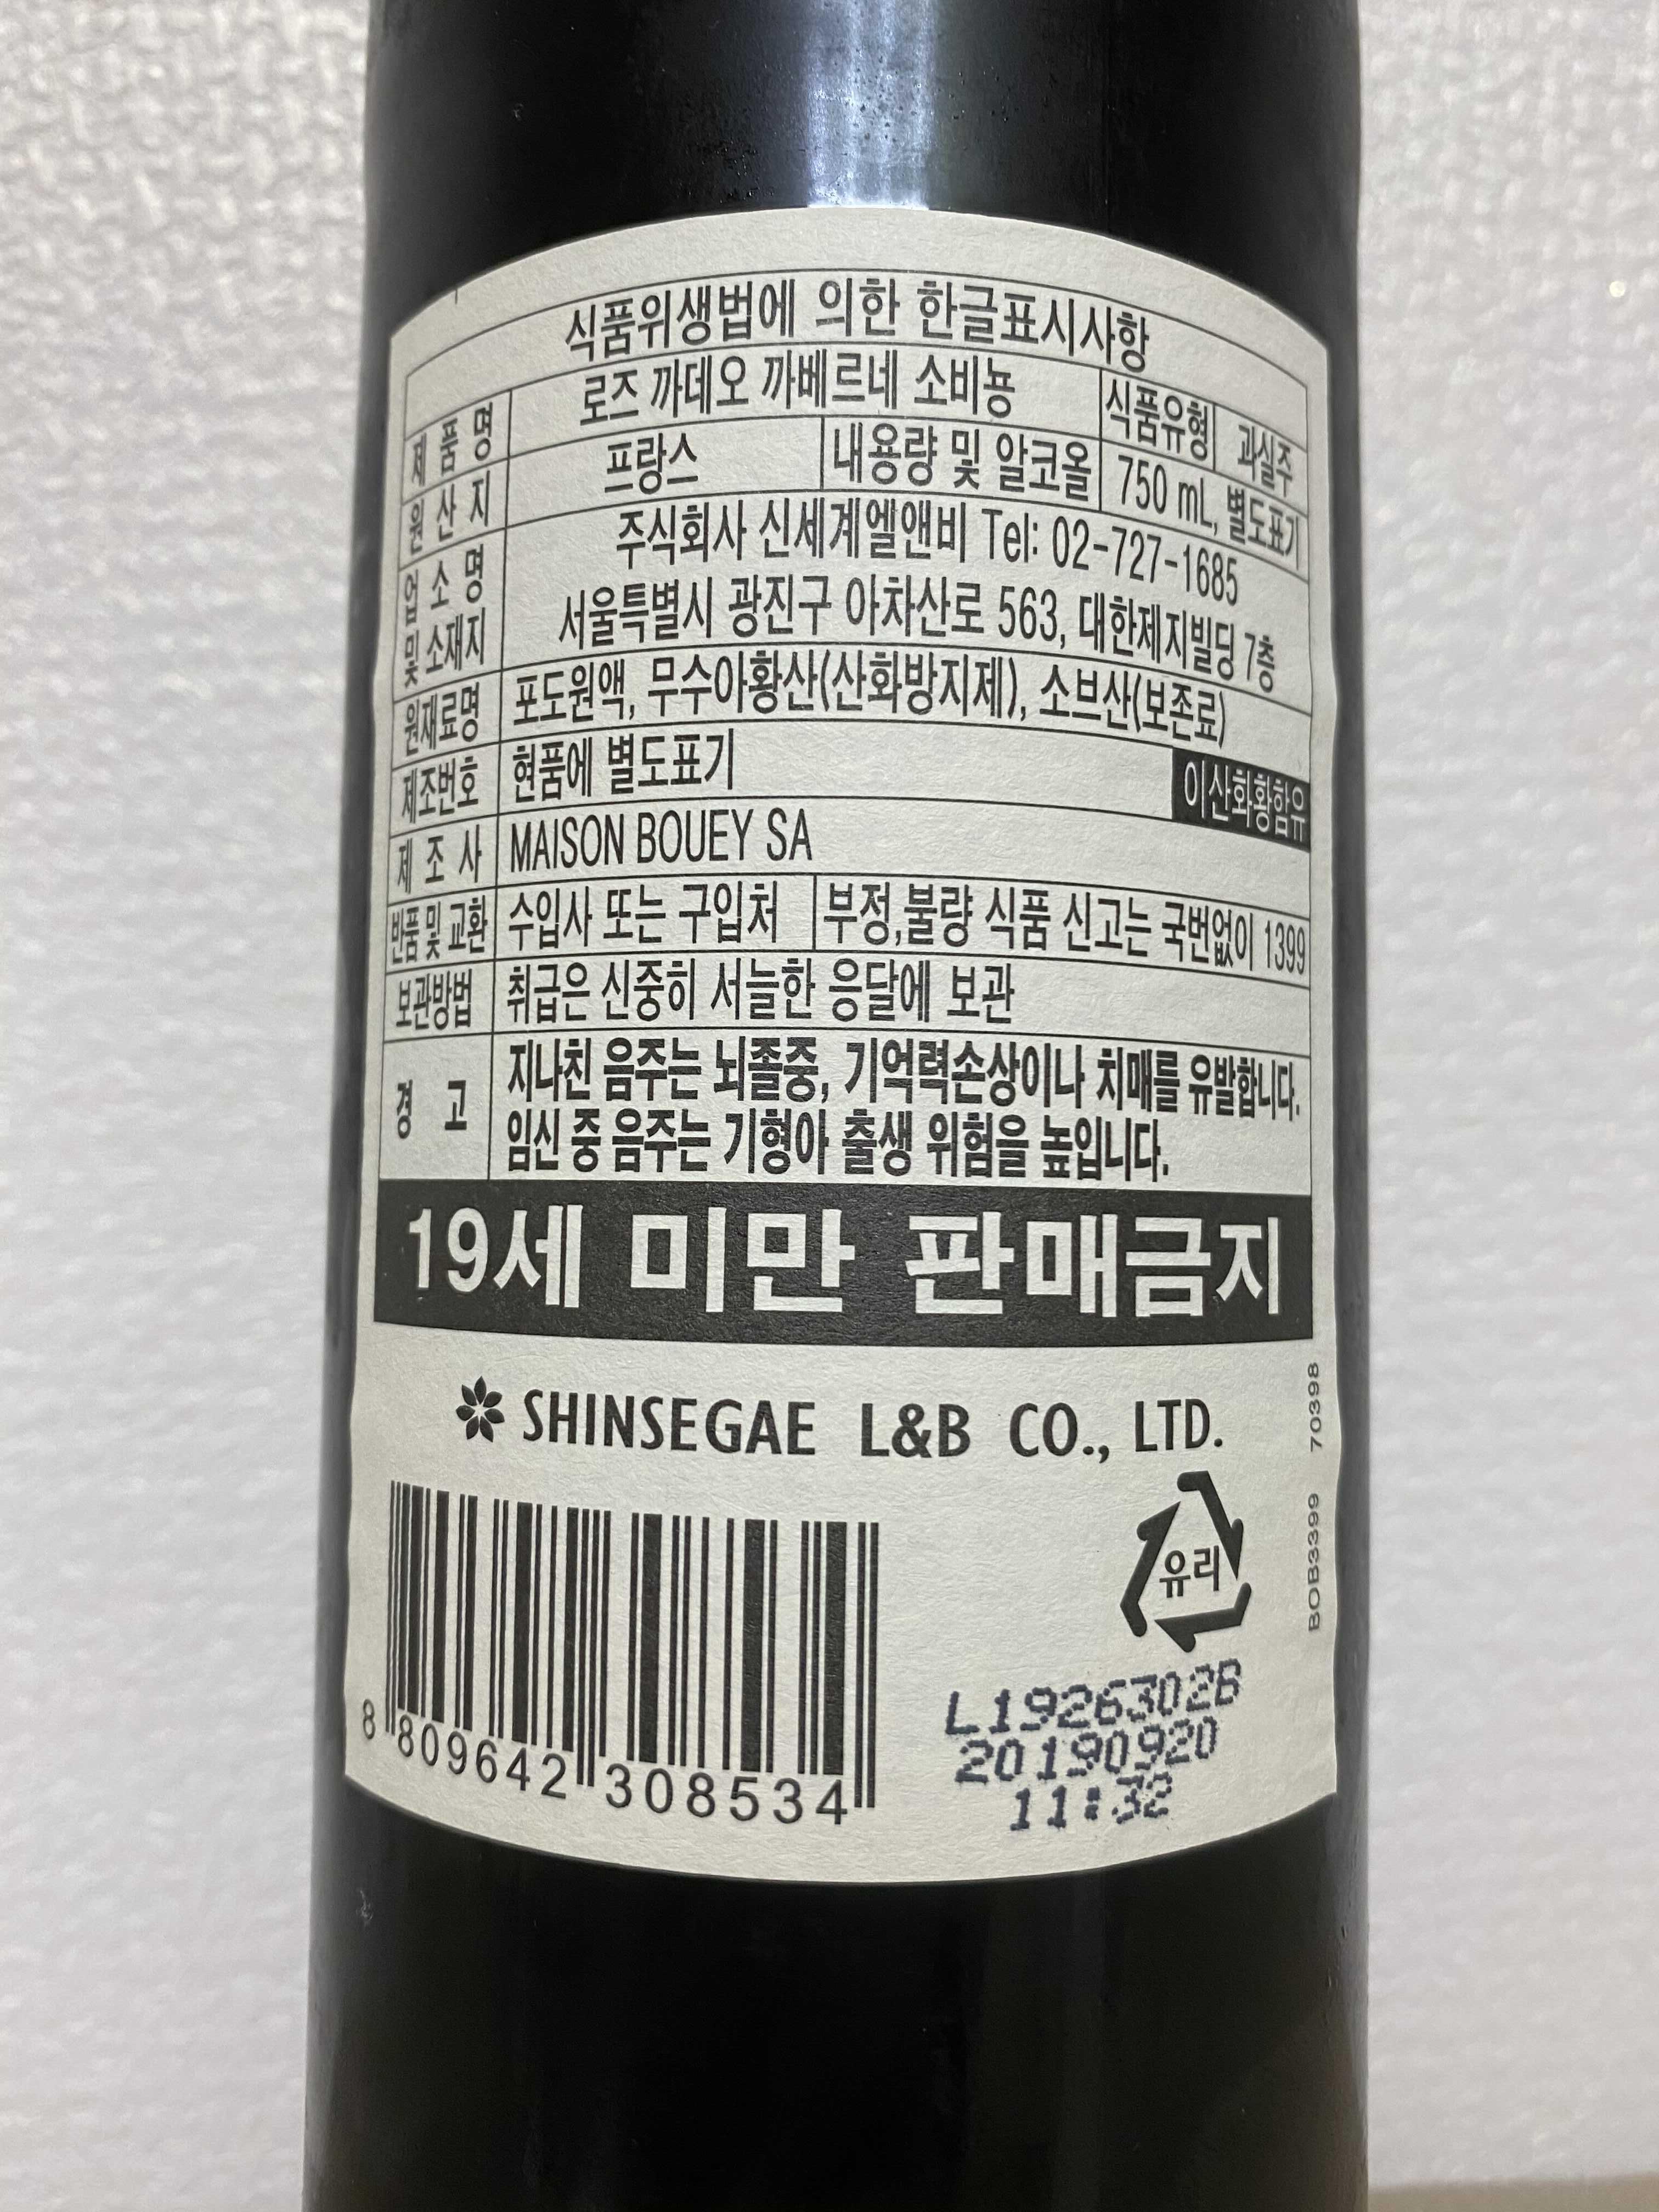 식품위생법에 의한 한글표시사항
제 품 명 로즈 까데오 까베르네 소비뇽 식품유형 과실주
원 산 지 프랑스 내용량 및 알코올 750 mL, 별도표기
업 소 명 주식회사 신세계엘앤비 Tel: 02-727-1685
및 소재지 서울특별시 광진구 아차산로 563, 대한제지빌딩 7층
원재료명 포도원액, 무수아황산(산화방지제), 소브산(보존료)
제조번호 현품에 별도표기 이산화황함유
제 조 사 MAISON BOUEY SA
반품 및 교환 수입사 또는 구입처 부정,불량 식품 신고는 국번없이 1399
보관방법 취급은 신중히 서늘한 응달에 보관
경 고 지나친 음주는 뇌졸중, 기억력손상이나 치매를 유발합니다.
임신 중 음주는 기형아 출생 위험을 높입니다.
19세 미만 판매금지
SHINSEGAE L&B CO., LTD.
BOB3399 70398
유리
8 809642 308534
L1926302B
20190920
11:32